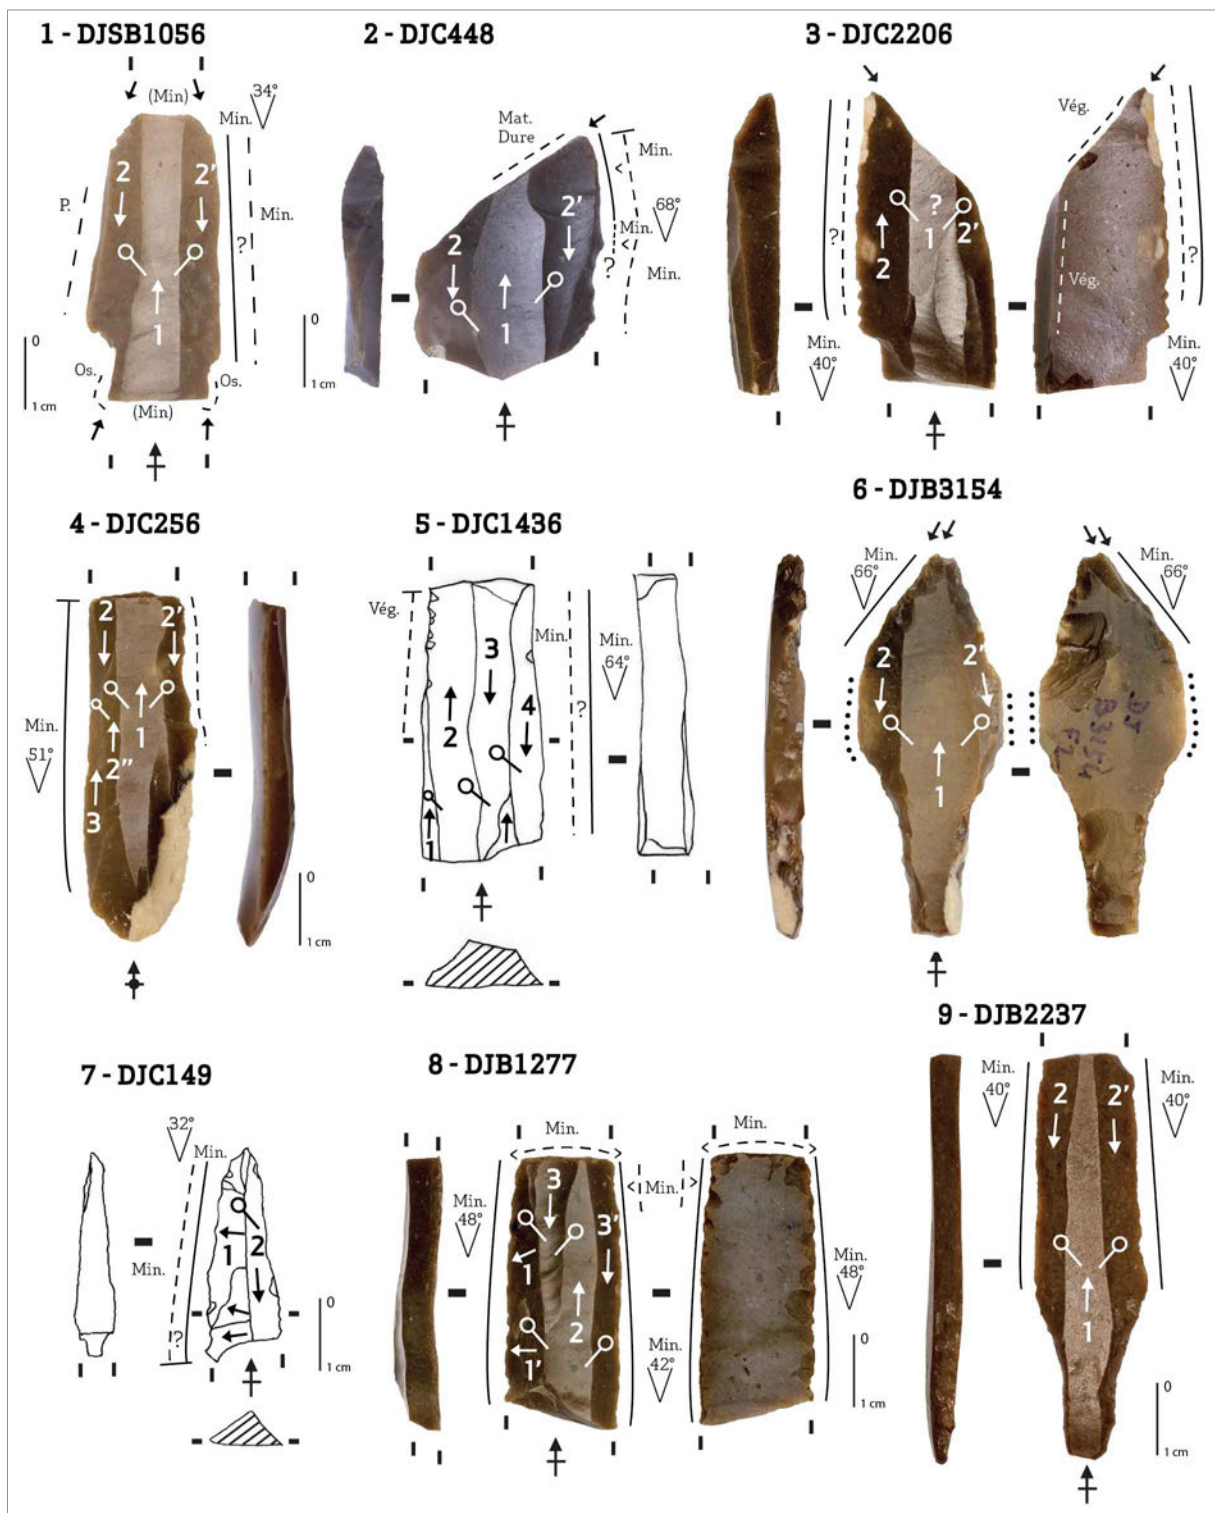 1 - DJSB1056
(Min)
34°
Min.
2
2'
P.
Min.
?
1
Os.
Os.
(Min)
0
1 cm
2 - DJC448
Mat.
Dure
Min.
68°
2'
2
Min.
?
Min.
1
0
1 cm
3 - DJC2206
Vég.
?
?
1
2'
2
Vég.
?
Min.
40°
Min.
40°
4 - DJC256
2
2'
1
2"
3
Min.
51°
0
1 cm
5 - DJC1436
Vég.
3
Min.
Min.
64°
4
2
?
1
6 - DJB3154
Min.
66°
Min.
66°
2
2'
1
DJ
B3154
F2
7 - DJC149
32°
Min.
1
2
Min.
?
0
1 cm
8 - DJB1277
Min.
Min.
3
Min.
Min.
48°
3'
1
2
1'
Min.
42°
Min.
48°
0
1 cm
9 - DJB2237
Min.
40°
2
2'
Min.
40°
1
0
1 cm